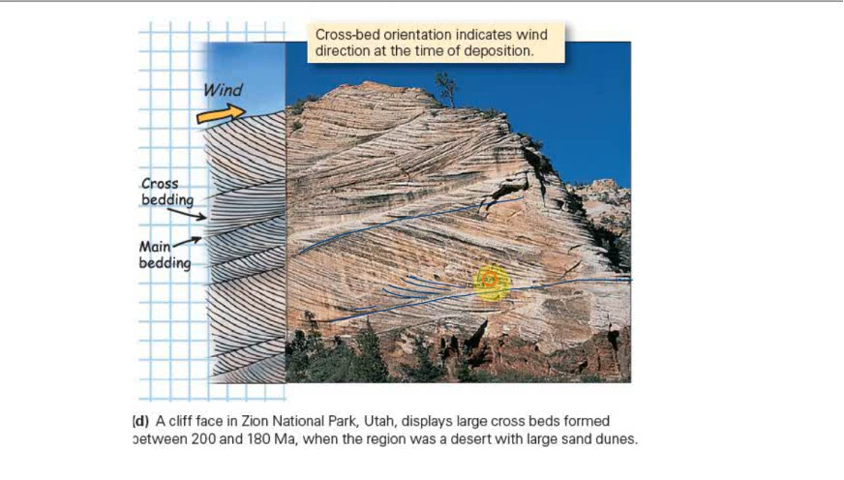 Cross-bed orientation indicates wind
direction at the time of deposition.
Wind
Cross
bedding
Main
bedding
(d) A cliff face in Zion National Park, Utah, displays large cross beds formed
between 200 and 180 Ma, when the region was a desert with large sand dunes.